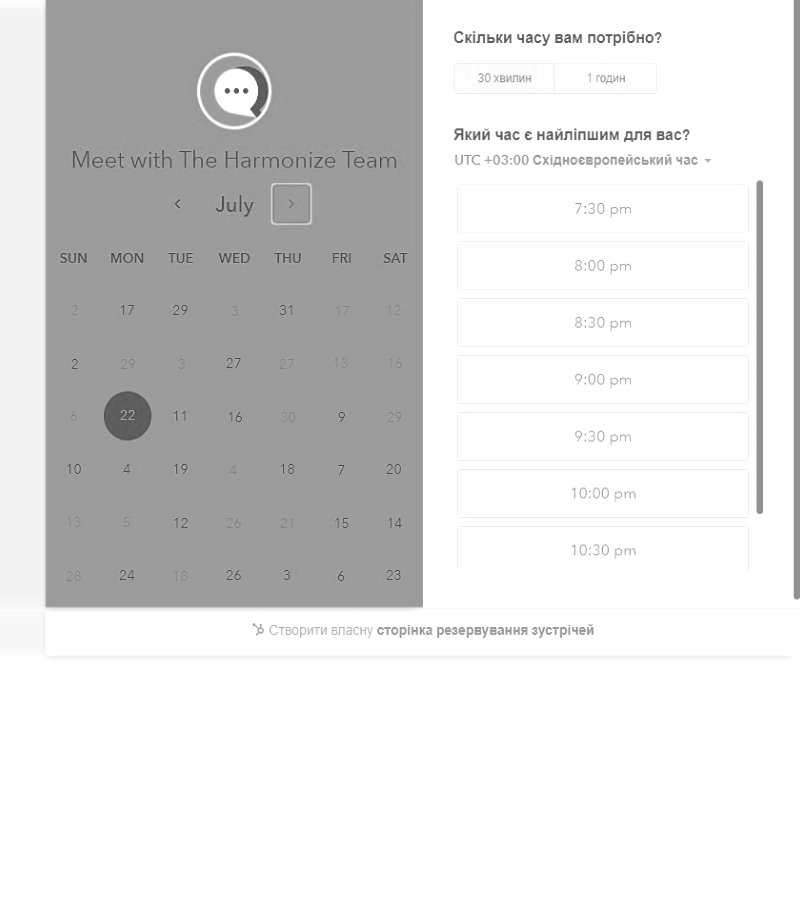 Meet with The Harmonize Team
July
SUN MON TUE WED THU FRI SAT
2 17 29 3 31 17 12
2 29 3 27 27 13 16
6 22 11 16 30 9 29
10 4 19 4 18 7 20
13 5 12 26 21 15 14
28 24 18 26 3 6 23
Скільки часу вам потрібно?
30 хвилин 1 годин
Який час є найліпшим для вас?
UTC +03:00 Східноєвропейський час
7:30 pm
8:00 pm
8:30 pm
9:00 pm
9:30 pm
10:00 pm
10:30 pm
Створити власну сторінка резервування зустрічей